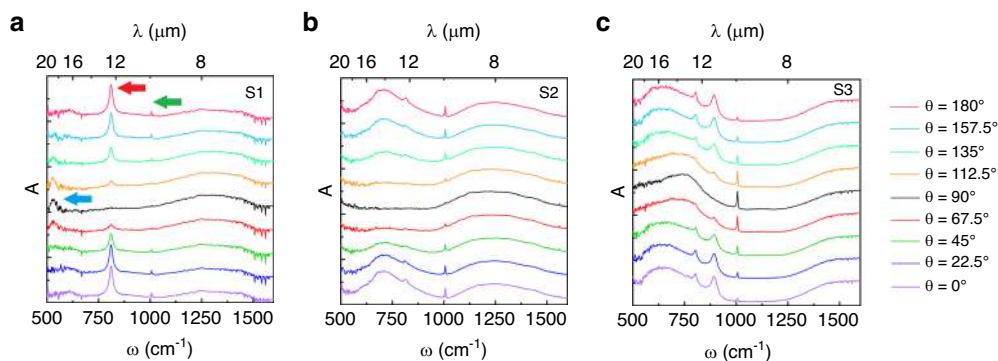 a
λ (μm)
20 16 12 8
S1
A
500 750 1000 1250 1500
ω (cm⁻¹)
b
λ (μm)
20 16 12 8
S2
A
500 750 1000 1250 1500
ω (cm⁻¹)
c
λ (μm)
20 16 12 8
S3
A
500 750 1000 1250 1500
ω (cm⁻¹)
θ = 180°
θ = 157.5°
θ = 135°
θ = 112.5°
θ = 90°
θ = 67.5°
θ = 45°
θ = 22.5°
θ = 0°